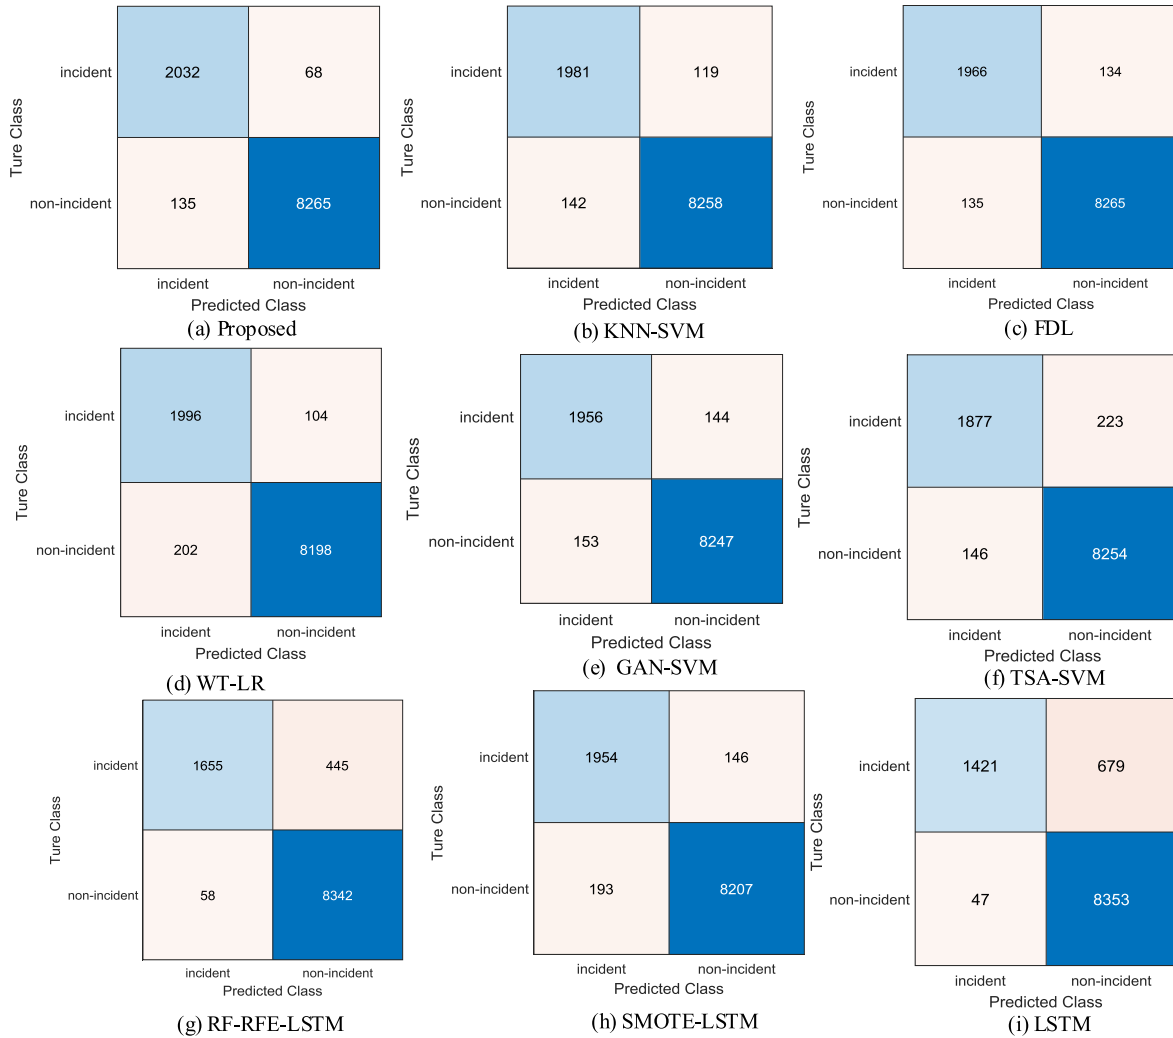 incident
2032
68
Ture Class
non-incident
135
8265
incident
non-incident
Predicted Class
(a) Proposed
incident
1981
119
Ture Class
non-incident
142
8258
incident
non-incident
Predicted Class
(b) KNN-SVM
incident
1966
134
Ture Class
non-incident
135
8265
incident
non-incident
Predicted Class
(c) FDL
incident
1996
104
Ture Class
non-incident
202
8198
incident
non-incident
Predicted Class
(d) WT-LR
incident
1956
144
Ture Class
non-incident
153
8247
incident
non-incident
Predicted Class
(e) GAN-SVM
incident
1877
223
Ture Class
non-incident
146
8254
incident
non-incident
Predicted Class
(f) TSA-SVM
incident
1655
445
Ture Class
non-incident
58
8342
incident
non-incident
Predicted Class
(g) RF-RFE-LSTM
incident
1954
146
Ture Class
non-incident
193
8207
incident
non-incident
Predicted Class
(h) SMOTE-LSTM
incident
1421
679
Ture Class
non-incident
47
8353
incident
non-incident
Predicted Class
(i) LSTM